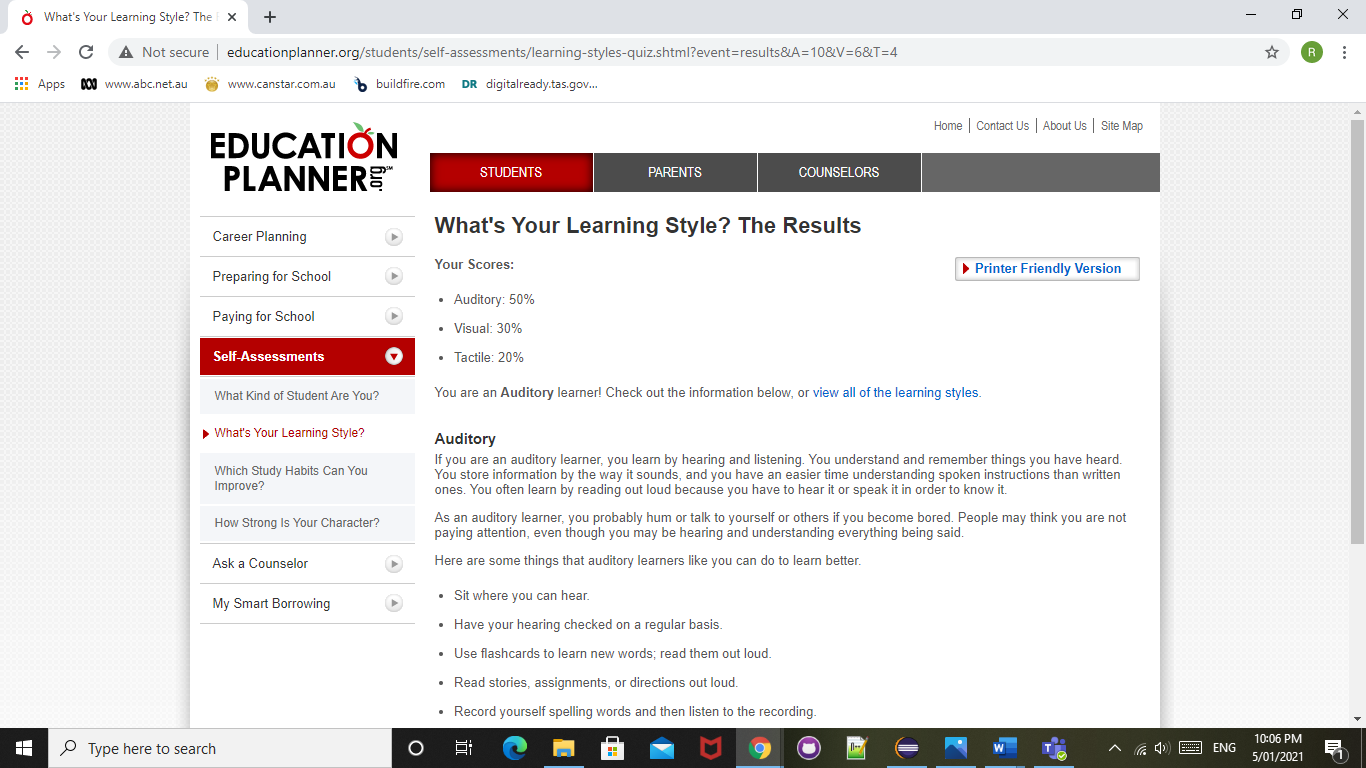 What's Your Learning Style? The
Not secure
educationplanner.org/students/self-assessments/learning-styles-quiz.shtml?event=results&A=10&V=6&T=4
R
Apps
www.abc.net.au
www.canstar.com.au
buildfire.com
DR digitalready.tas.gov...
Home
Contact Us
About Us
Site Map
EDUCATION
PLANNER.org SM
STUDENTS
PARENTS
COUNSELORS
Career Planning
Preparing for School
Paying for School
Self-Assessments
What Kind of Student Are You?
What's Your Learning Style?
Which Study Habits Can You
Improve?
How Strong Is Your Character?
Ask a Counselor
My Smart Borrowing
What's Your Learning Style? The Results
Your Scores:
Printer Friendly Version
• Auditory: 50%
• Visual: 30%
• Tactile: 20%
You are an Auditory learner! Check out the information below, or view all of the learning styles.
Auditory
If you are an auditory learner, you learn by hearing and listening. You understand and remember things you have heard.
You store information by the way it sounds, and you have an easier time understanding spoken instructions than written
ones. You often learn by reading out loud because you have to hear it or speak it in order to know it.
As an auditory learner, you probably hum or talk to yourself or others if you become bored. People may think you are not
paying attention, even though you may be hearing and understanding everything being said.
Here are some things that auditory learners like you can do to learn better.
• Sit where you can hear.
• Have your hearing checked on a regular basis.
• Use flashcards to learn new words; read them out loud.
• Read stories, assignments, or directions out loud.
• Record yourself spelling words and then listen to the recording.
Type here to search
ENG
10:06 PM
5/01/2021
1